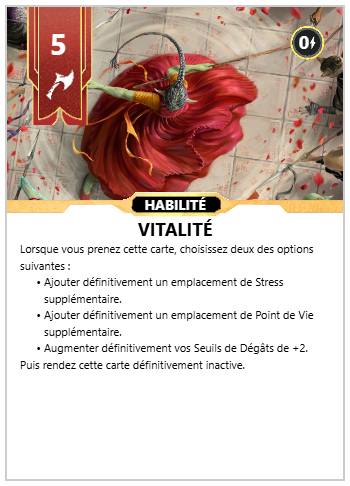 5
0
HABILITÉ
VITALITÉ
Lorsque vous prenez cette carte, choisissez deux des options
suivantes :
• Ajouter définitivement un emplacement de Stress
supplémentaire.
• Ajouter définitivement un emplacement de Point de Vie
supplémentaire.
• Augmenter définitivement vos Seuils de Dégâts de +2.
Puis rendez cette carte définitivement inactive.